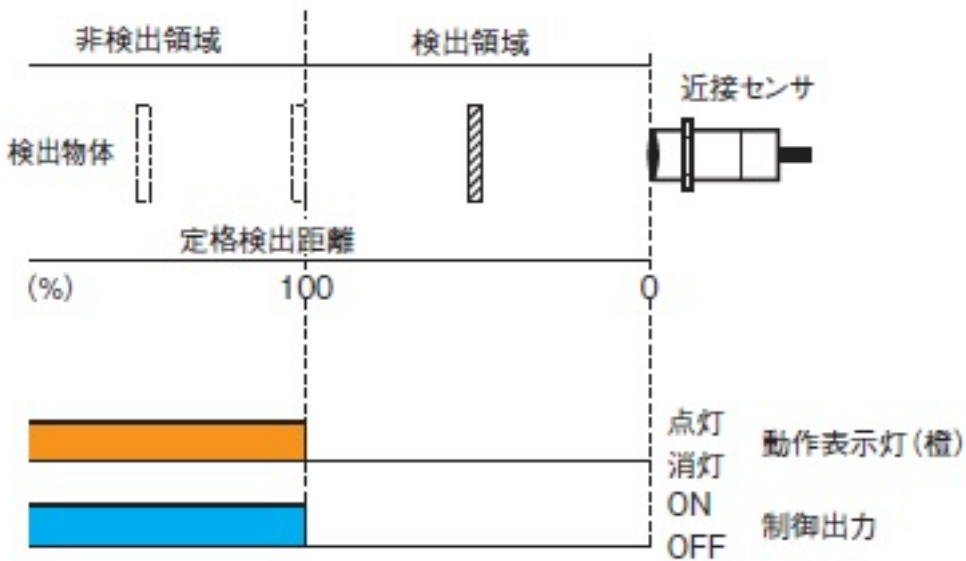 非検出領域
検出領域
近接センサ
検出物体
定格検出距離
(%)
100
0
点灯
消灯
動作表示灯(橙)
ON
OFF
制御出力